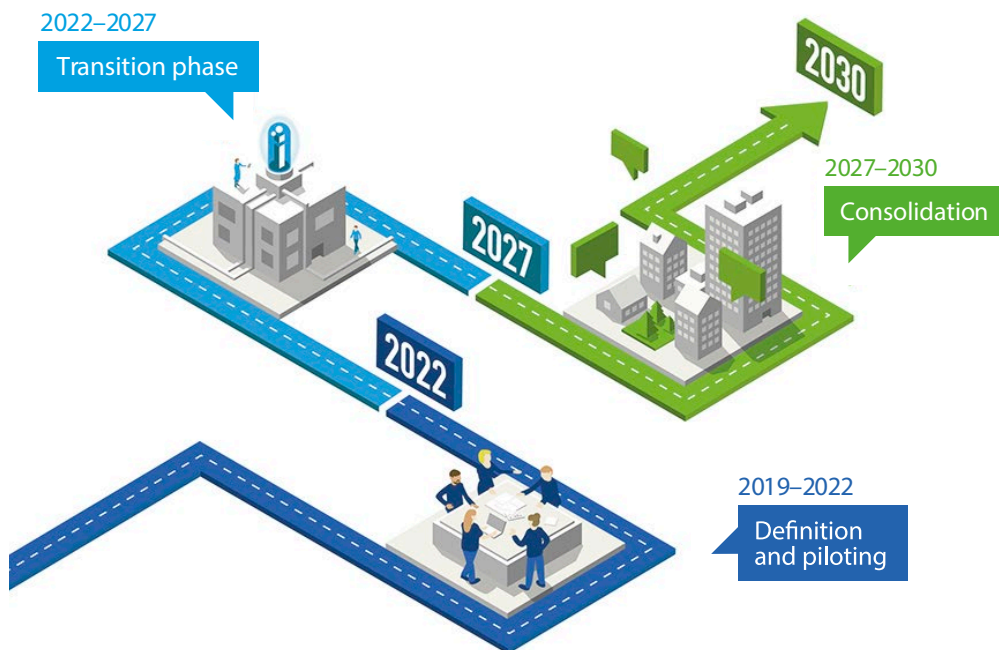 2022–2027
Transition phase
i
2030
2027–2030
Consolidation
2027
2022
2019–2022
Definition
and piloting